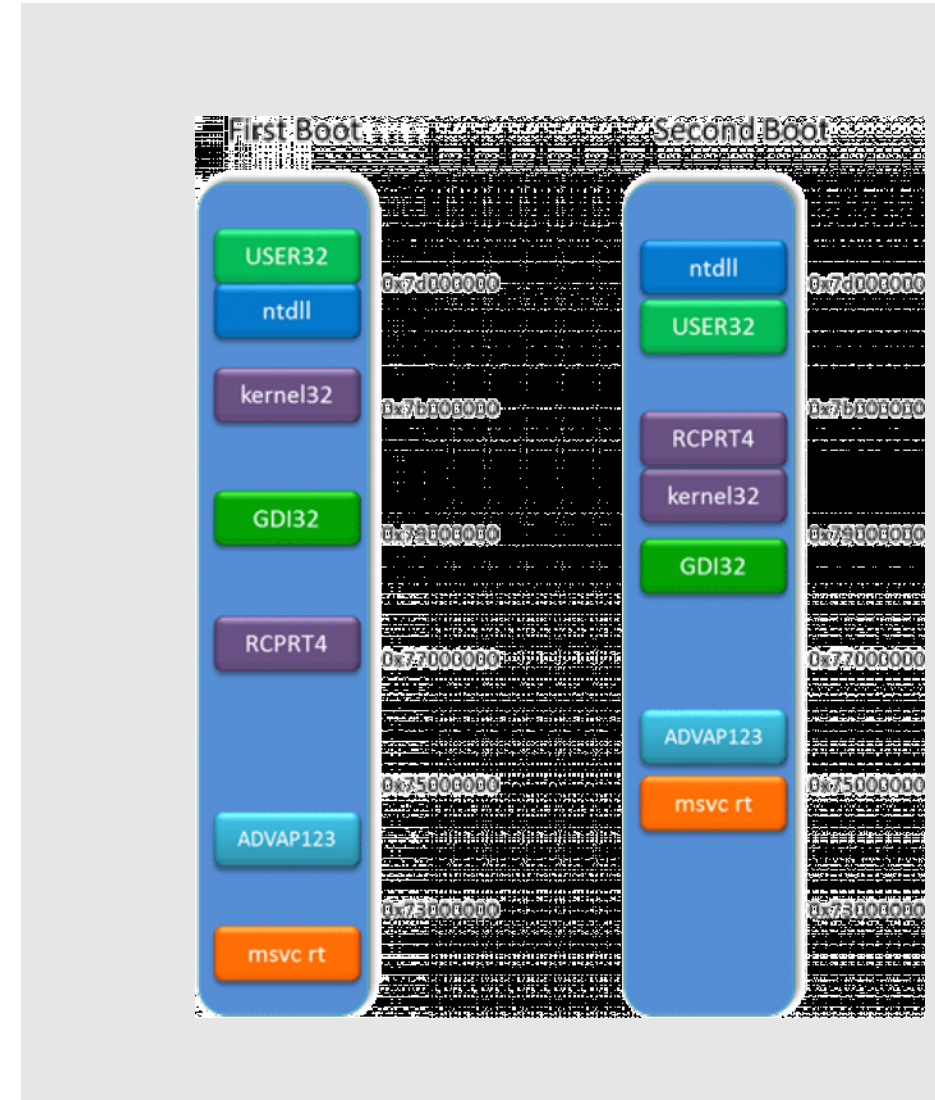 First Boot
USER32
ntdll
kernel32
GDI32
RCPRT4
ADVAP123
msvc rt
0x7d000000
0x7b000000
0x79000000
0x77000000
0x75000000
0x73000000
Second Boot
ntdll
USER32
RCPRT4
kernel32
GDI32
ADVAP123
msvc rt
0x7d000000
0x7b000000
0x79000000
0x77000000
0x75000000
0x73000000